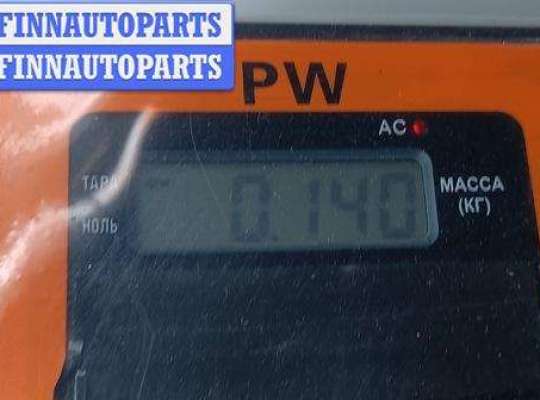 FINNAUTOPARTS
FINNAUTOPARTS
PW
AC
ТАРА
0.140
МАССА
(КГ)
НОЛЬ